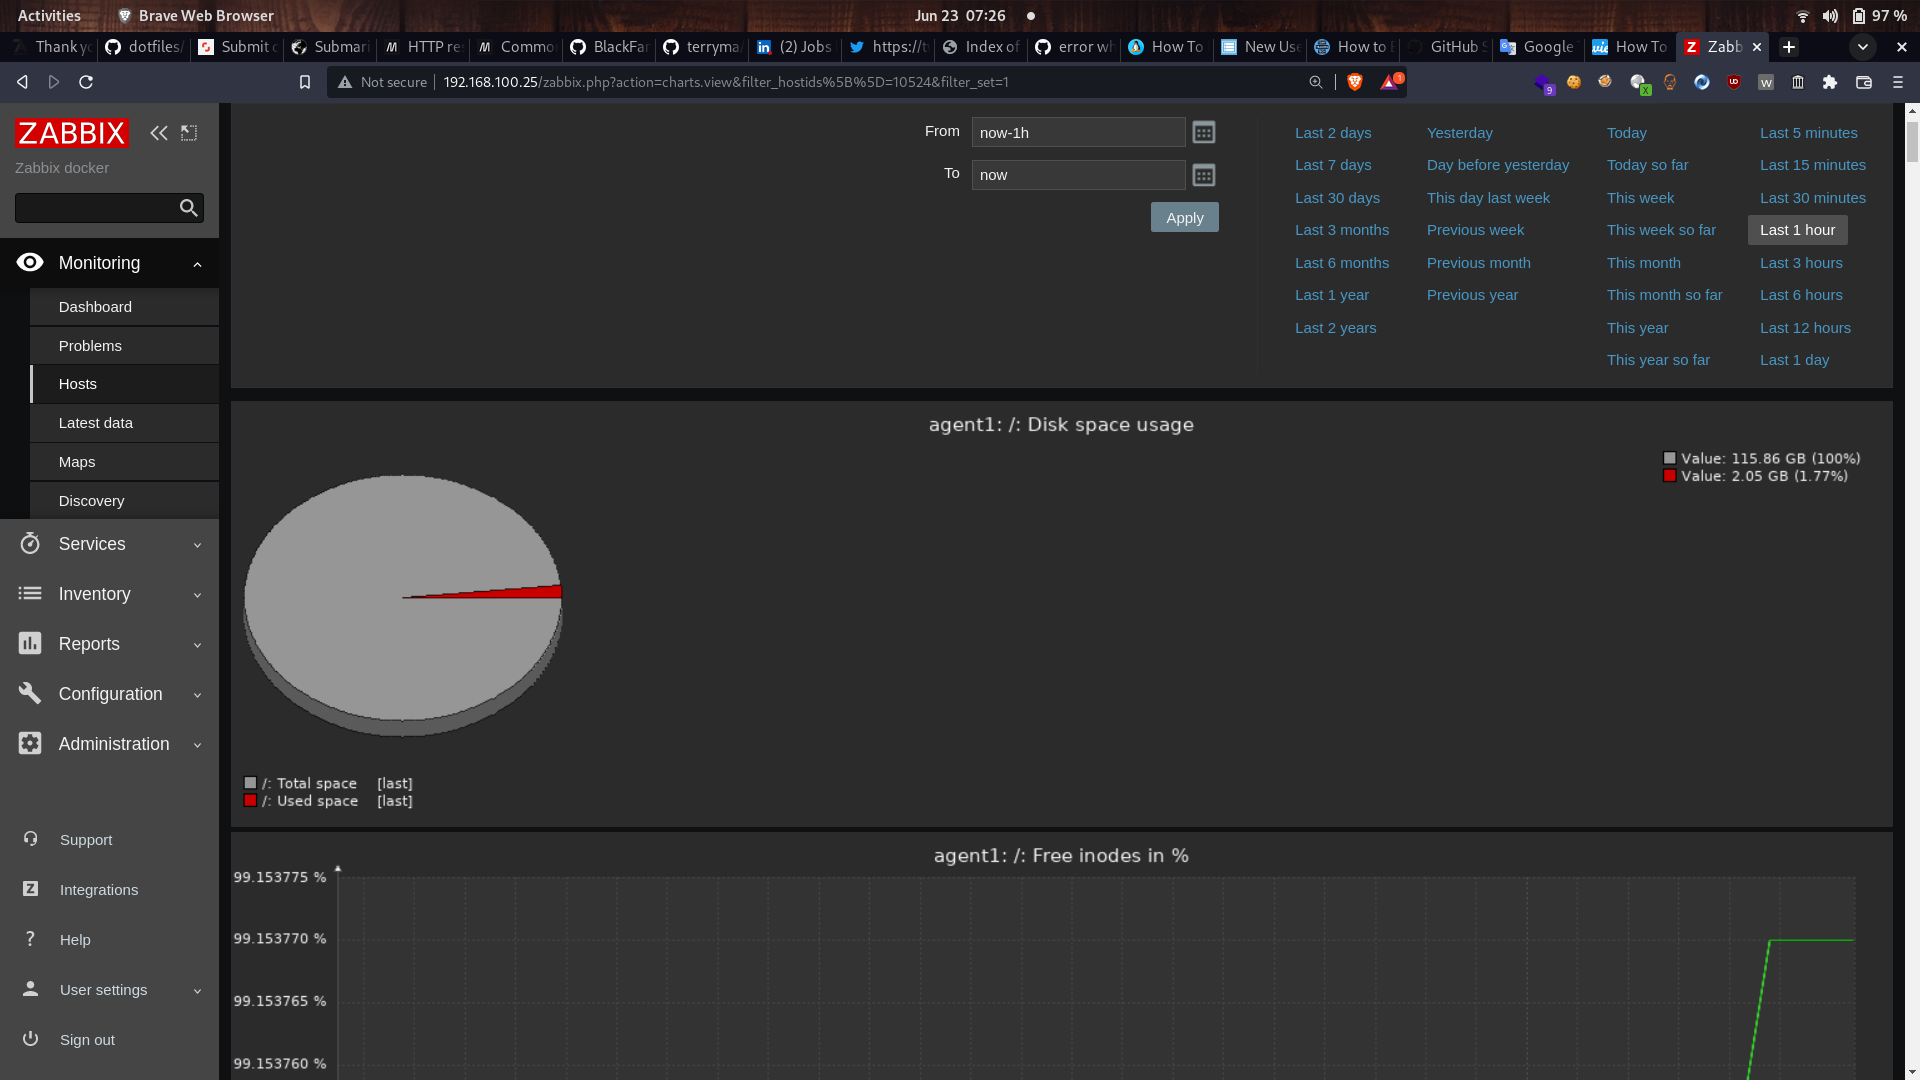 Activities Brave Web Browser Jun 23 07:26 97 %
Thank yo dotfiles/ Submit Submari HTTP re Common BlackFar terryma/ (2) Jobs https://t Index of error wh How To New Use How to GitHub S Google How To Zabb
Not secure 192.168.100.25/zabbix.php?action=charts.view&filter_hostids%5B%5D=10524&filter_set=1
1
9
X
UD
W
ZABBIX
Zabbix docker
Monitoring
Dashboard
Problems
Hosts
Latest data
Maps
Discovery
Services
Inventory
Reports
Configuration
Administration
Support
Integrations
Help
User settings
Sign out
From now-1h
To now
Apply
Last 2 days Yesterday Today Last 5 minutes
Last 7 days Day before yesterday Today so far Last 15 minutes
Last 30 days This day last week This week Last 30 minutes
Last 3 months Previous week This week so far Last 1 hour
Last 6 months Previous month This month Last 3 hours
Last 1 year Previous year This month so far Last 6 hours
Last 2 years This year Last 12 hours
This year so far Last 1 day
agent1: /: Disk space usage
Value: 115.86 GB (100%)
Value: 2.05 GB (1.77%)
/: Total space [last]
/: Used space [last]
agent1: /: Free inodes in %
99.153775 %
99.153770 %
99.153765 %
99.153760 %